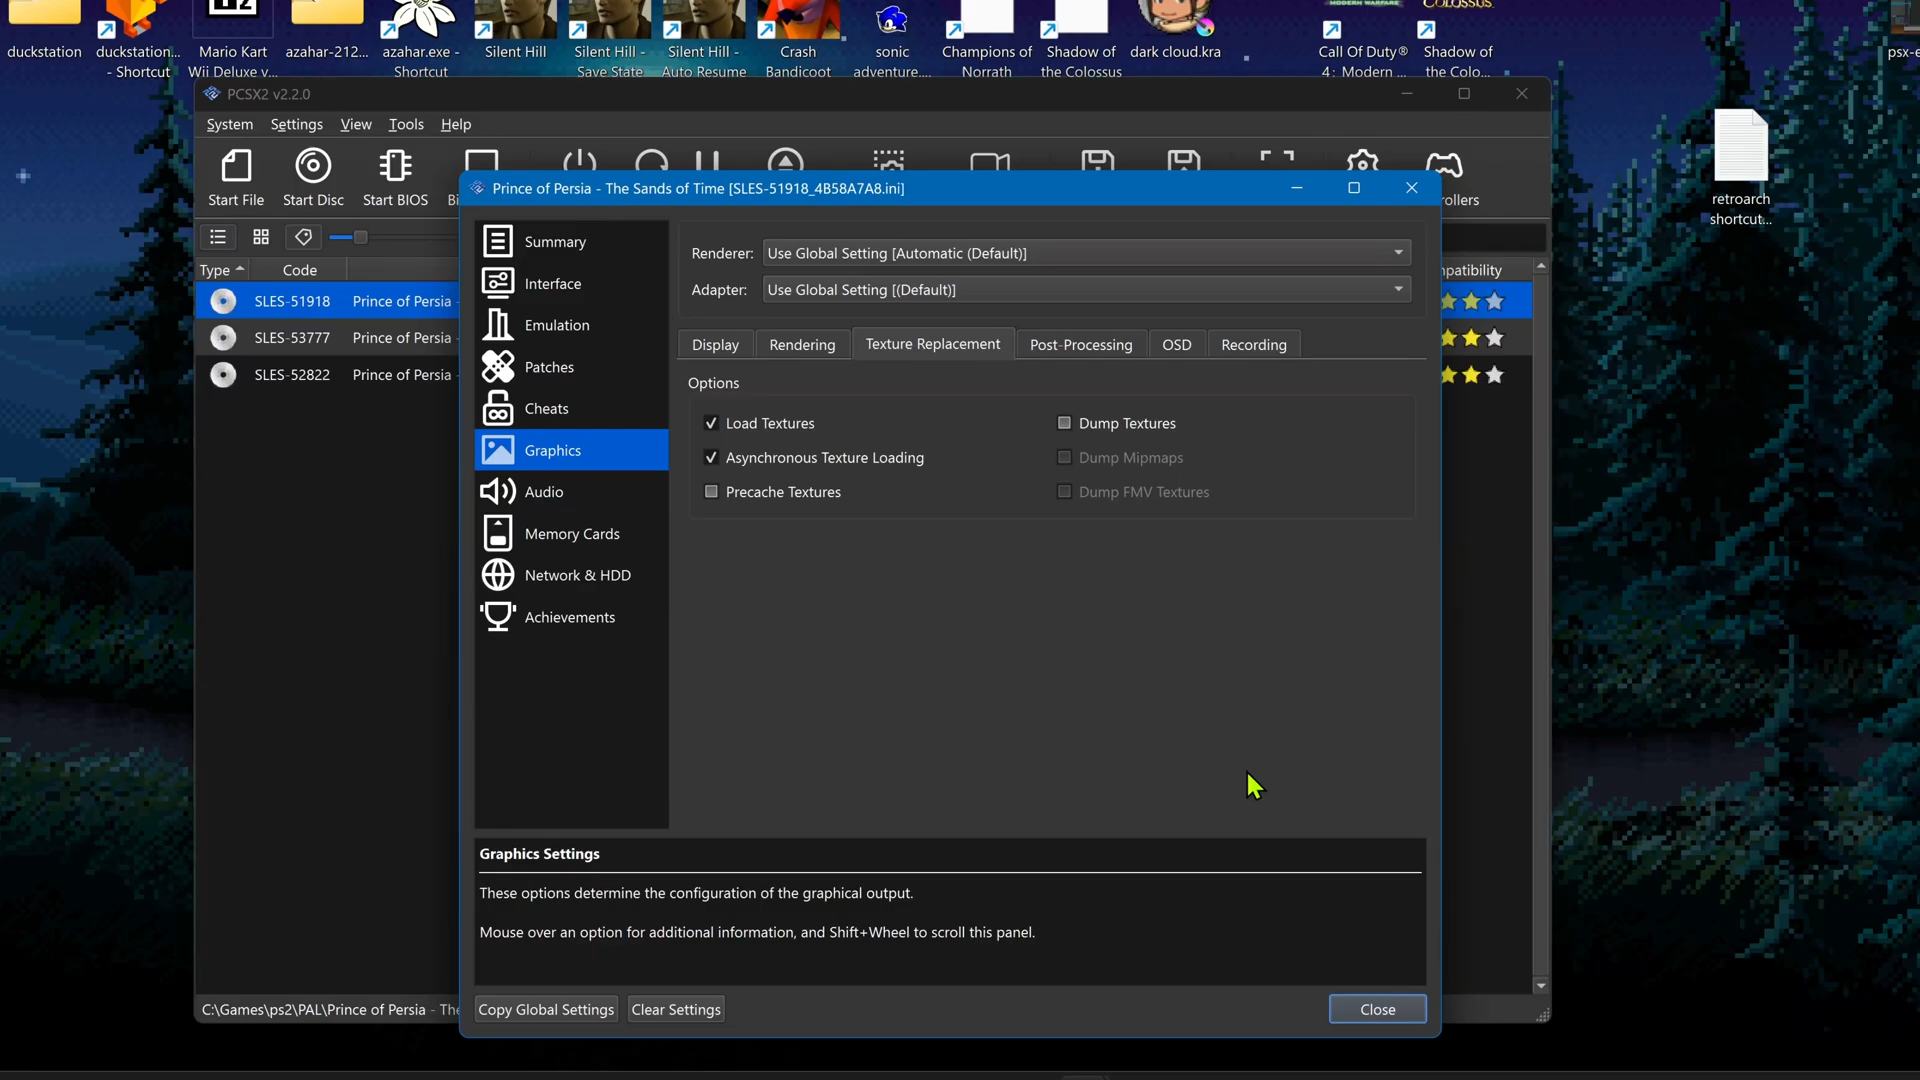 duckstation
duckstation...
- Shortcut
Mario Kart
Wii Deluxe v...
azahar-212...
azahar.exe -
Shortcut
Silent Hill
Silent Hill -
Save State
Silent Hill -
Auto Resume
Crash
Bandicoot
sonic
adventure....
Champions of
Norrath
Shadow of
the Colossus
dark cloud.kra
MODERN WARFARE
Call Of Duty®
4: Modern ...
COLOSSUS
Shadow of
the Colo...
psx-e
retroarch
shortcut...
PCSX2 v2.2.0
System Settings View Tools Help
Start File
Start Disc
Start BIOS
Bi
rollers
Type
Code
mpatibility
SLES-51918 Prince of Persia -
SLES-53777 Prince of Persia -
SLES-52822 Prince of Persia -
C:\Games\ps2\PAL\Prince of Persia - The
Prince of Persia - The Sands of Time [SLES-51918_4B58A7A8.ini]
Summary
Interface
Emulation
Patches
Cheats
Graphics
Audio
Memory Cards
Network & HDD
Achievements
Renderer: Use Global Setting [Automatic (Default)]
Adapter: Use Global Setting [(Default)]
Display Rendering Texture Replacement Post-Processing OSD Recording
Options
Load Textures
Dump Textures
Asynchronous Texture Loading
Dump Mipmaps
Precache Textures
Dump FMV Textures
Graphics Settings
These options determine the configuration of the graphical output.
Mouse over an option for additional information, and Shift+Wheel to scroll this panel.
Copy Global Settings
Clear Settings
Close